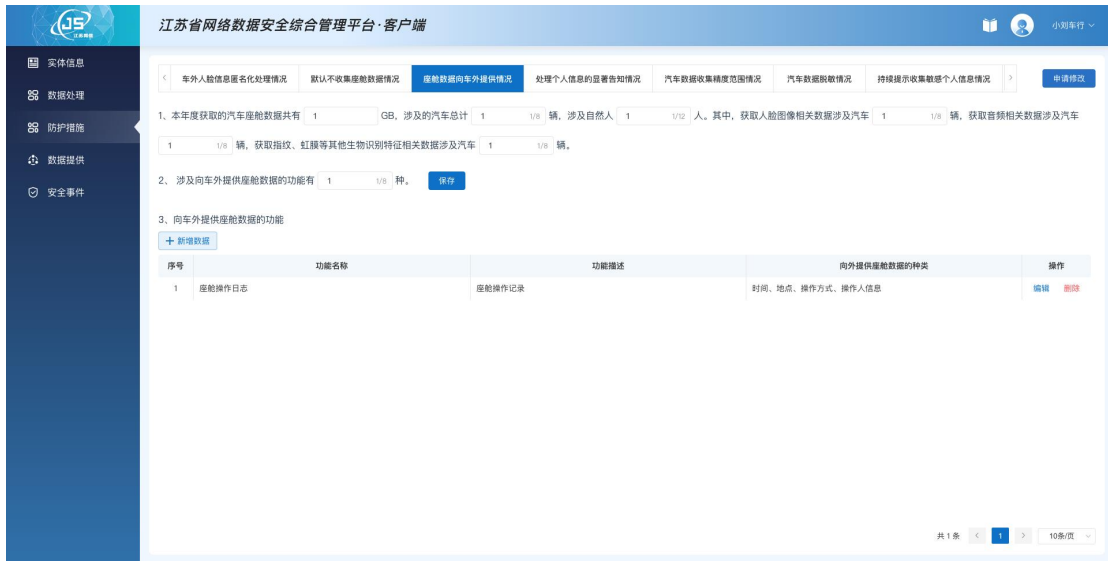 JS
江苏网信
江苏省网络数据安全综合管理平台·客户端
小刘车行
实体信息
数据处理
防护措施
数据提供
安全事件
车外人脸信息匿名化处理情况 默认不收集座舱数据情况 座舱数据向车外提供情况 处理个人信息的显著告知情况 汽车数据收集精度范围情况 汽车数据脱敏情况 持续提示收集敏感个人信息情况 申请修改
1、本年度获取的汽车座舱数据共有 1 GB, 涉及的汽车总计 1 1/8 辆, 涉及自然人 1 1/12 人。其中, 获取人脸图像相关数据涉及汽车 1 1/8 辆, 获取音频相关数据涉及汽车
1 1/8 辆, 获取指纹、虹膜等其他生物识别特征相关数据涉及汽车 1 1/8 辆。
2、 涉及向车外提供座舱数据的功能有 1 1/8 种。 保存
3、向车外提供座舱数据的功能
+ 新增数据
序号 功能名称 功能描述 向外提供座舱数据的种类 操作
1 座舱操作日志 座舱操作记录 时间、地点、操作方式、操作人信息 编辑 删除
共 1 条 < 1 > 10条/页